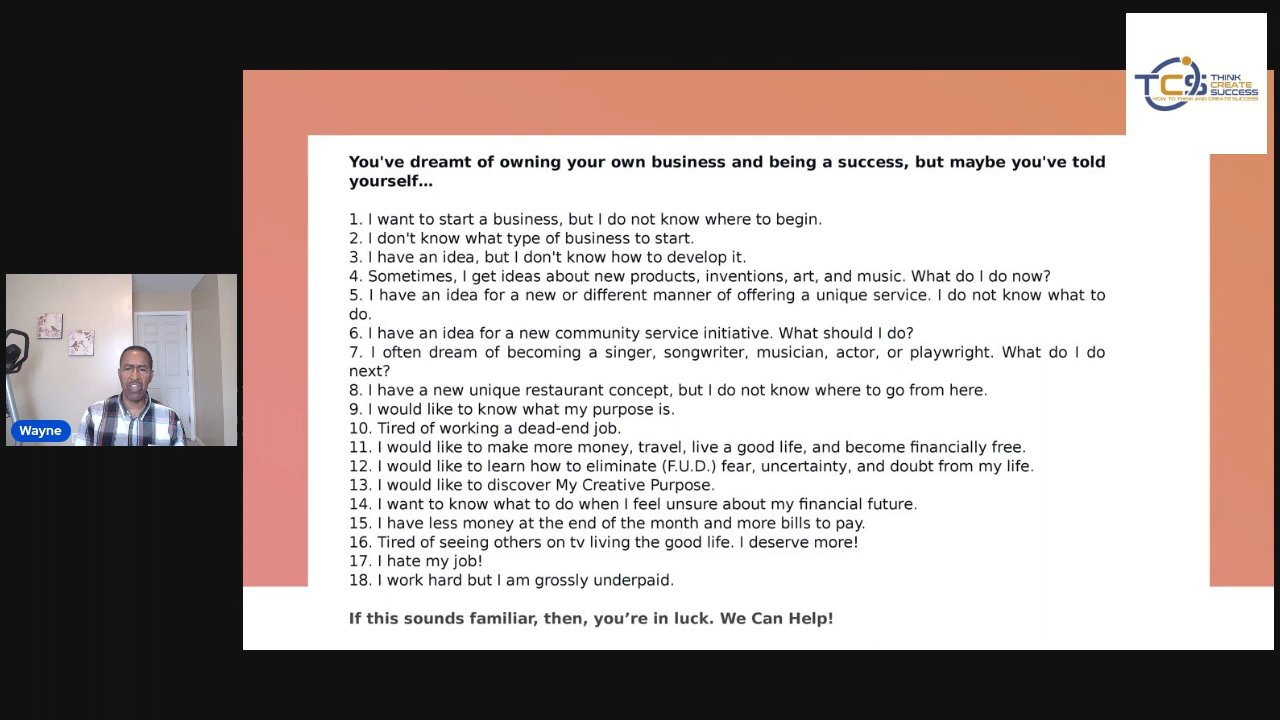 TCS THINK
CREATE
SUCCESS
HOW TO THINK AND CREATE SUCCESS
You've dreamt of owning your own business and being a success, but maybe you've told
yourself…
1. I want to start a business, but I do not know where to begin.
2. I don't know what type of business to start.
3. I have an idea, but I don't know how to develop it.
4. Sometimes, I get ideas about new products, inventions, art, and music. What do I do now?
5. I have an idea for a new or different manner of offering a unique service. I do not know what to
do.
6. I have an idea for a new community service initiative. What should I do?
7. I often dream of becoming a singer, songwriter, musician, actor, or playwright. What do I do
next?
8. I have a new unique restaurant concept, but I do not know where to go from here.
9. I would like to know what my purpose is.
10. Tired of working a dead-end job.
11. I would like to make more money, travel, live a good life, and become financially free.
12. I would like to learn how to eliminate (F.U.D.) fear, uncertainty, and doubt from my life.
13. I would like to discover My Creative Purpose.
14. I want to know what to do when I feel unsure about my financial future.
15. I have less money at the end of the month and more bills to pay.
16. Tired of seeing others on tv living the good life. I deserve more!
17. I hate my job!
18. I work hard but I am grossly underpaid.
If this sounds familiar, then, you’re in luck. We Can Help!
Wayne